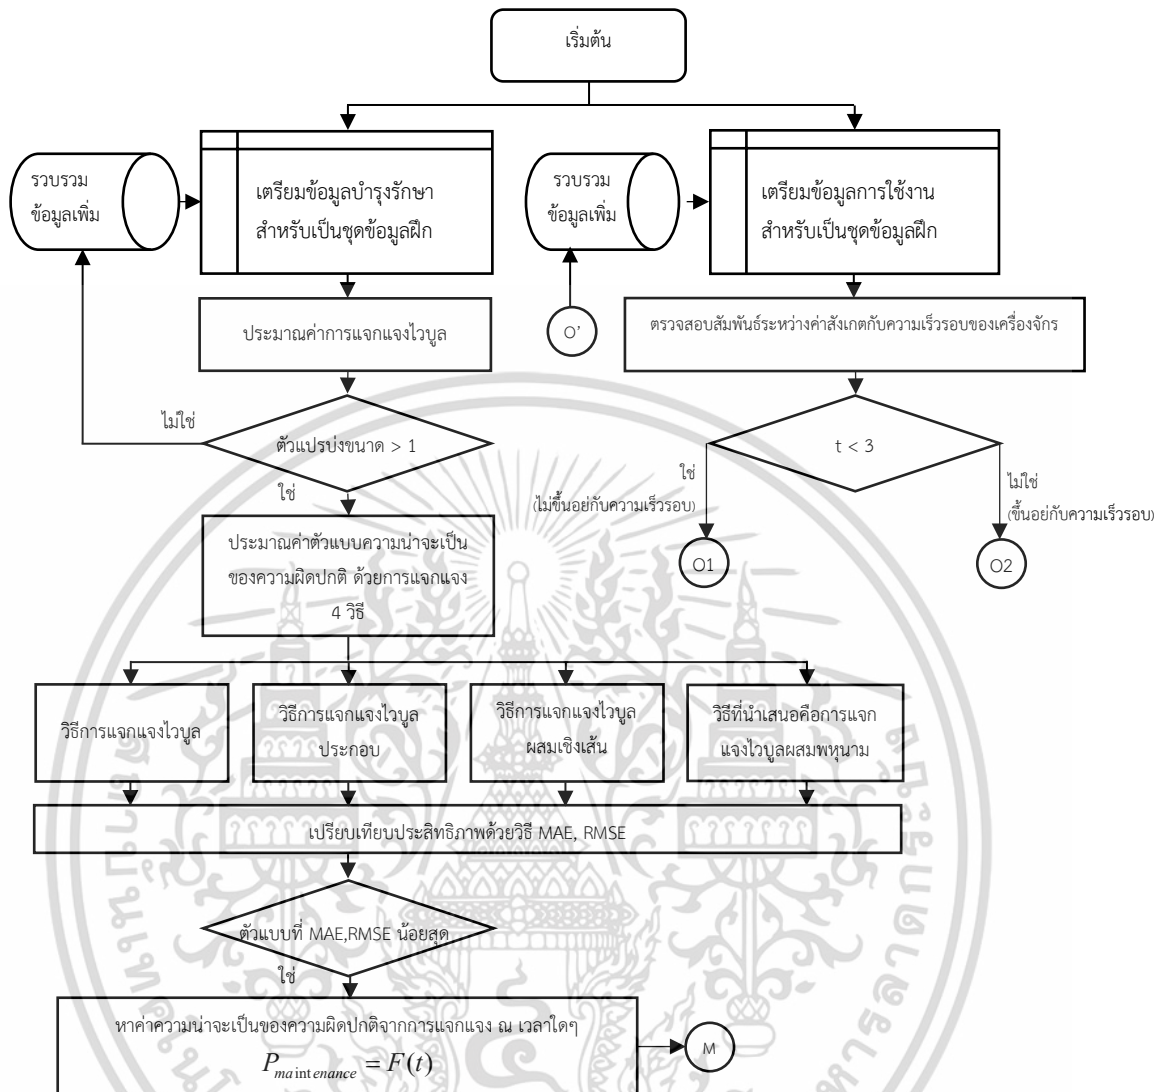 เริ่มต้น
รวบรวม
ข้อมูลเพิ่ม
เตรียมข้อมูลบำรุงรักษา
สำหรับเป็นชุดข้อมูลฝึก
รวบรวม
ข้อมูลเพิ่ม
เตรียมข้อมูลการใช้งาน
สำหรับเป็นชุดข้อมูลฝึก
ประมาณค่าการแจกแจงไวบูล
O'
ตรวจสอบสัมพันธ์ระหว่างค่าสังเกตกับความเร็วรอบของเครื่องจักร
ไม่ใช่
ตัวแปรบ่งขนาด > 1
t < 3
ใช่
ใช่
(ไม่ขึ้นอยู่กับความเร็วรอบ)
ไม่ใช่
(ขึ้นอยู่กับความเร็วรอบ)
ประมาณค่าตัวแบบความน่าจะเป็น
ของความผิดปกติ ด้วยการแจกแจง
4 วิธี
O1
O2
วิธีการแจกแจงไวบูล
วิธีการแจกแจงไวบูล
ประกอบ
วิธีการแจกแจงไวบูล
ผสมเชิงเส้น
วิธีที่นำเสนอคือการแจก
แจงไวบูลผสมพหุนาม
เปรียบเทียบประสิทธิภาพด้วยวิธี MAE, RMSE
ตัวแบบที่ MAE,RMSE น้อยสุด
ใช่
หาค่าความน่าจะเป็นของความผิดปกติจากการแจกแจง ณ เวลาใดๆ
P_maintenance = F(t)
M